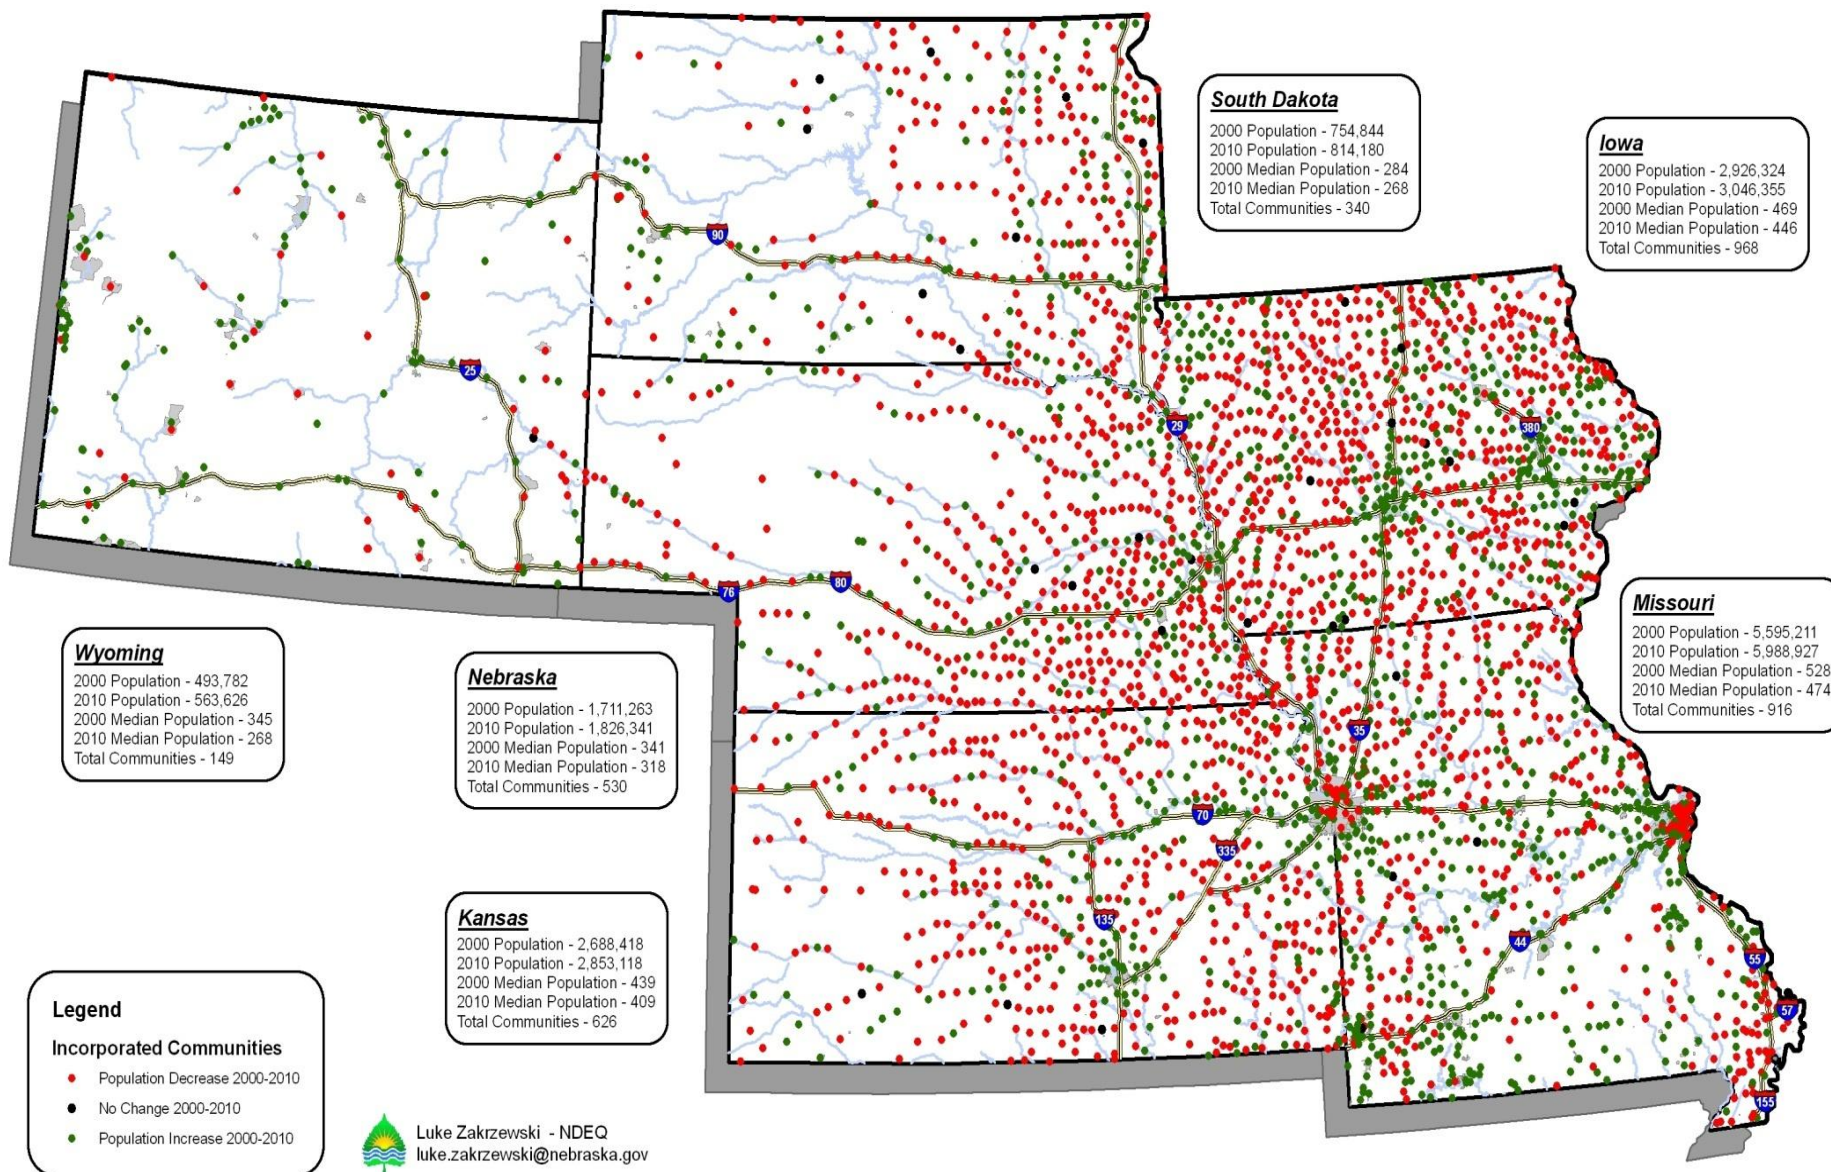 South Dakota
2000 Population - 754,844
2010 Population - 814,180
2000 Median Population - 284
2010 Median Population - 268
Total Communities - 340
Iowa
2000 Population - 2,926,324
2010 Population - 3,046,355
2000 Median Population - 469
2010 Median Population - 446
Total Communities - 968
90
25
29
380
76
80
Wyoming
2000 Population - 493,782
2010 Population - 563,626
2000 Median Population - 345
2010 Median Population - 268
Total Communities - 149
Nebraska
2000 Population - 1,711,263
2010 Population - 1,826,341
2000 Median Population - 341
2010 Median Population - 318
Total Communities - 530
Missouri
2000 Population - 5,595,211
2010 Population - 5,988,927
2000 Median Population - 528
2010 Median Population - 474
Total Communities - 916
35
70
335
135
44
55
57
155
Kansas
2000 Population - 2,688,418
2010 Population - 2,853,118
2000 Median Population - 439
2010 Median Population - 409
Total Communities - 626
Legend
Incorporated Communities
Population Decrease 2000-2010
No Change 2000-2010
Population Increase 2000-2010
Luke Zakrzewski - NDEQ
luke.zakrzewski@nebraska.gov